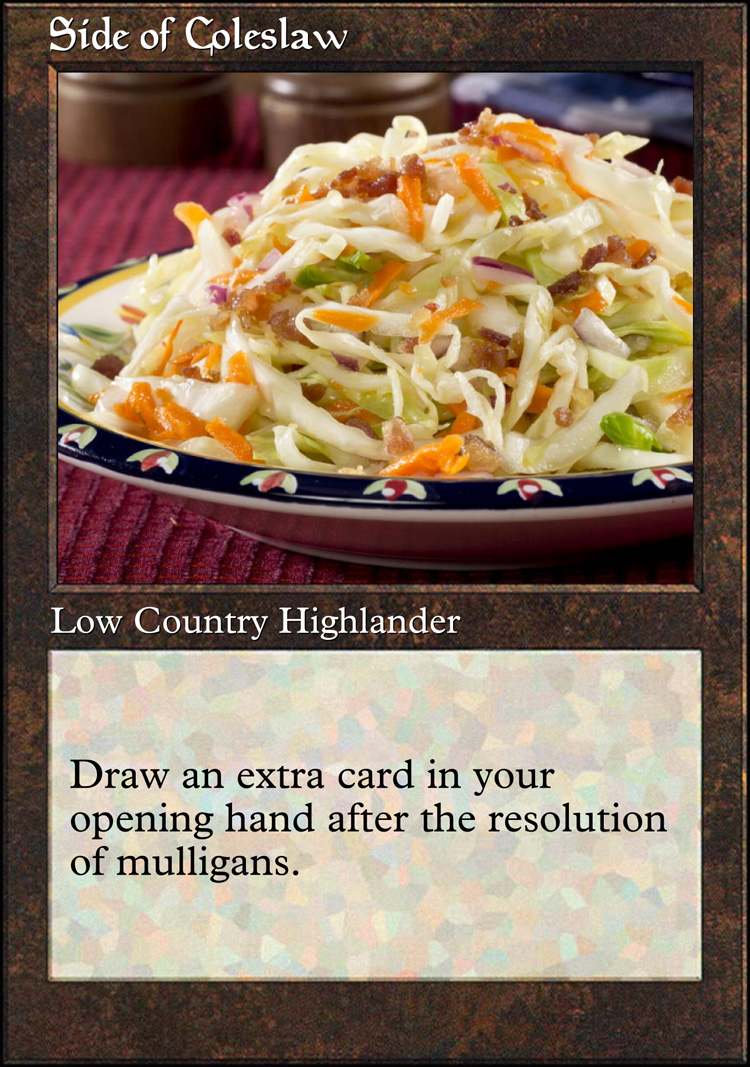 Side of Coleslaw
Low Country Highlander
Draw an extra card in your
opening hand after the resolution
of mulligans.